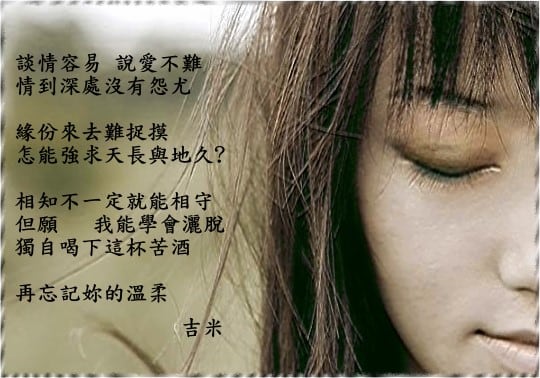 談情容易 說愛不難
情到深處沒有怨尤
緣份來去難捉摸
怎能強求天長與地久?
相知不一定就能相守
但願 我能學會灑脫
獨自喝下這杯苦酒
再忘記妳的溫柔
吉米